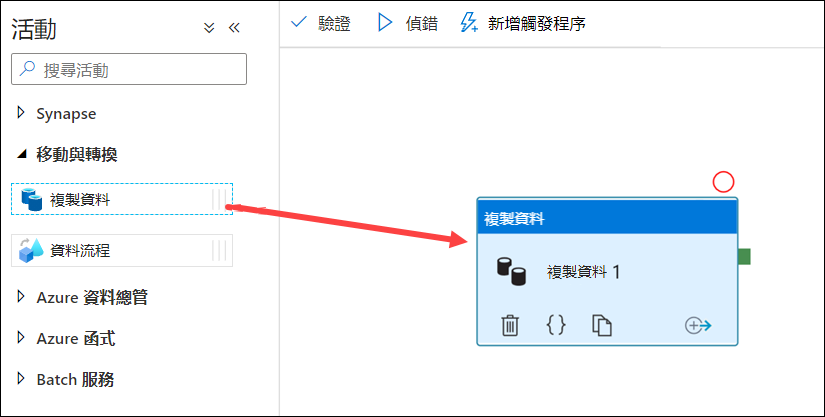 活動
搜尋活動
Synapse
移動與轉換
複製資料
資料流程
Azure 資料總管
Azure 函式
Batch 服務
驗證 偵錯 新增觸發程序
複製資料
複製資料 1